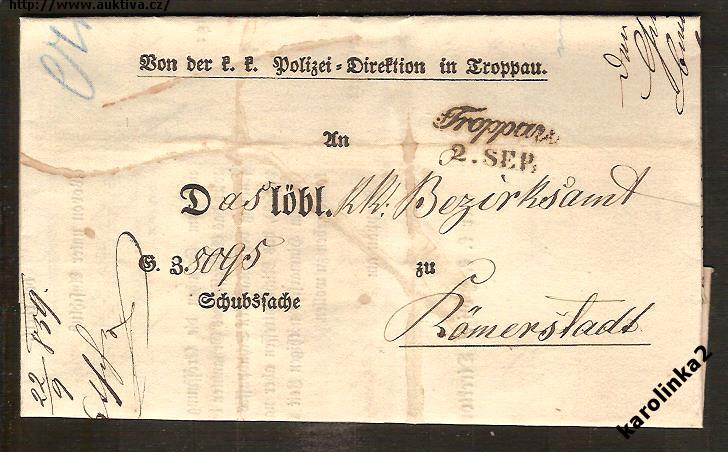 http://www.auktiva.cz/
Von der k. k. Polizei-Direktion in Troppau.
Troppau
2. SEP.
An
Das löbl. KK. Bezirksamt
G. Z. 5095
zu
Schubssache
Römerstadt
karolinka2